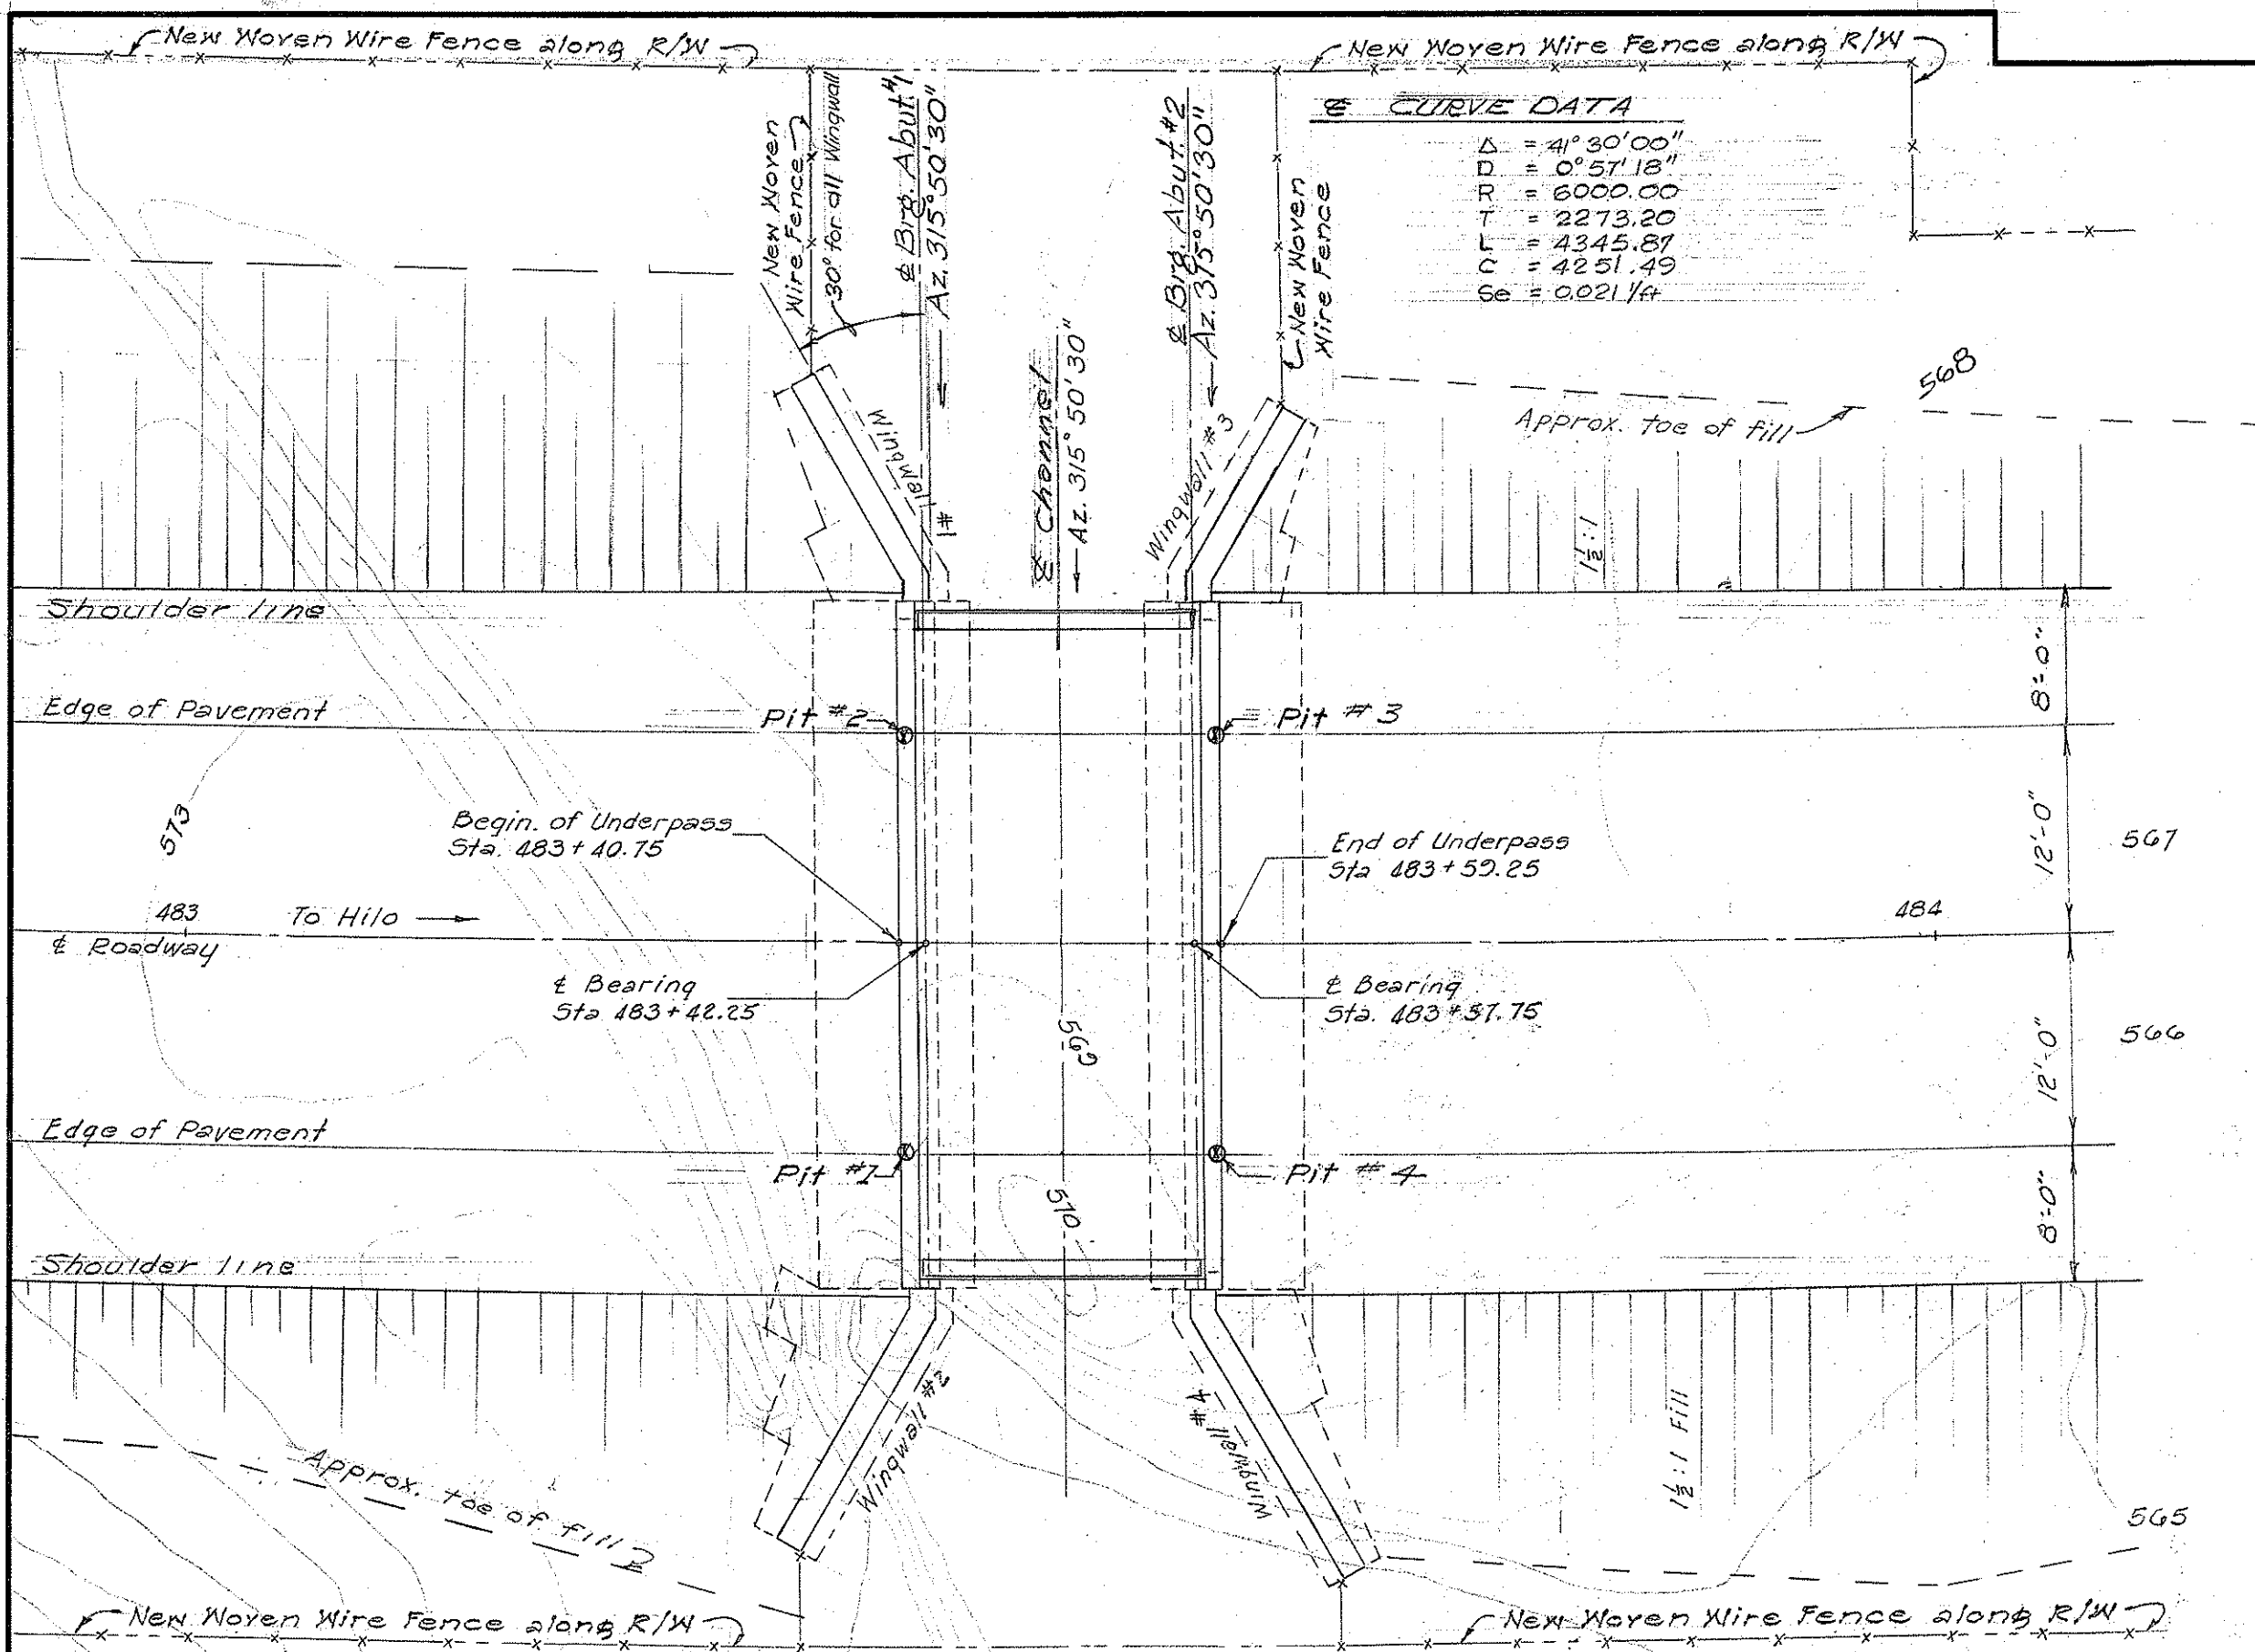 New Woven Wire Fence along R/W
New Woven Wire Fence along R/W
New Woven
Wire Fence
30° for all Wingwall
℄ Brg. Abut #1
Az. 315° 50' 30"
℄ Brg. Abut. #2
Az. 315° 50' 30"
New Woven
Wire Fence
℄ CURVE DATA
Δ = 41° 30' 00"
D = 0° 57' 18"
R = 6000.00
T = 2273.20
L = 4345.87
C = 4251.49
Se = 0.021 '/ft
℄ Channel
Az. 315° 50' 30"
568
Approx. toe of fill
Wingwall #1
Wingwall #3
1½:1
Shoulder line
8'-0"
Edge of Pavement
Pit #2
Pit #3
573
Begin. of Underpass
Sta. 483+40.75
End of Underpass
Sta 483+59.25
12'-0"
567
483
To Hilo
484
℄ Roadway
℄ Bearing
Sta 483+42.25
℄ Bearing
Sta. 483+57.75
569
12'-0"
566
Edge of Pavement
Pit #1
Pit #4
570
8'-0"
Shoulder line
Wingwall #2
Wingwall #4
1½:1 Fill
Approx. toe of fill
565
New Woven Wire Fence along R/W
New Woven Wire Fence along R/W